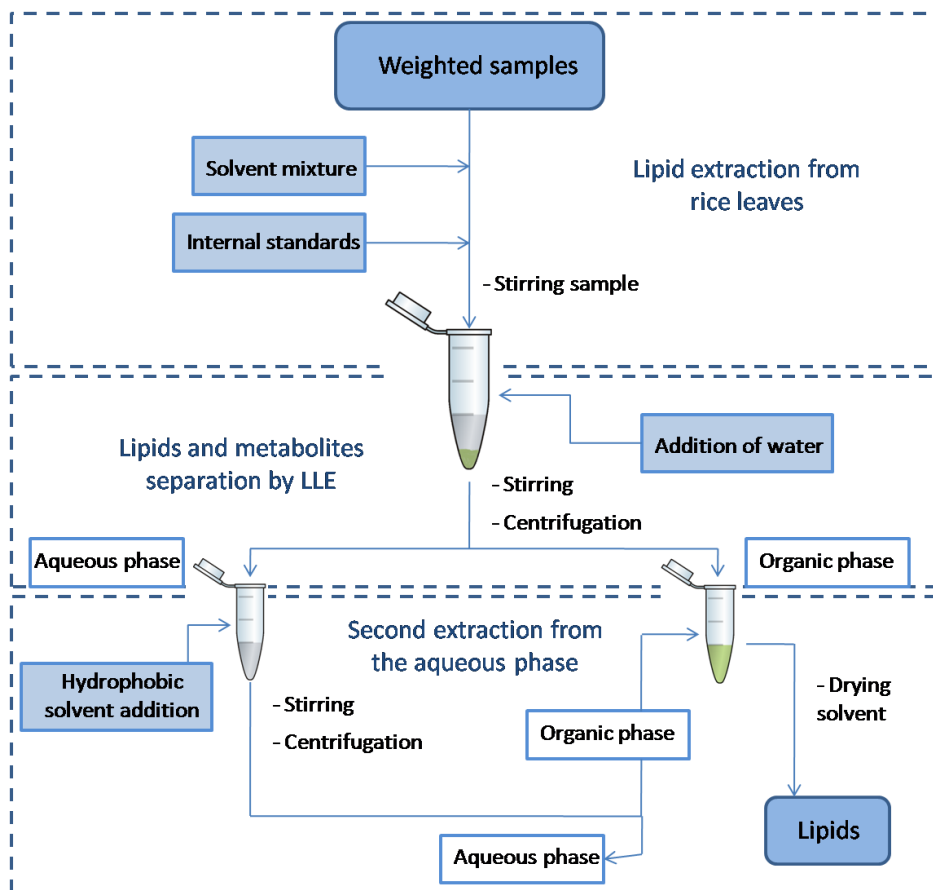 Weighted samples
Solvent mixture
Lipid extraction from
rice leaves
Internal standards
- Stirring sample
Lipids and metabolites
separation by LLE
Addition of water
- Stirring
- Centrifugation
Aqueous phase
Organic phase
Second extraction from
the aqueous phase
Hydrophobic
solvent addition
- Stirring
- Centrifugation
Organic phase
- Drying
solvent
Lipids
Aqueous phase